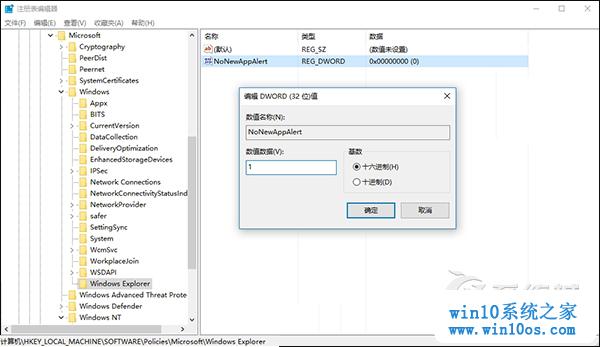 注册表编辑器
文件(F) 编辑(E) 查看(V) 收藏夹(A) 帮助(H)
Microsoft
Cryptography
PeerDist
Peernet
SystemCertificates
Windows
Appx
BITS
CurrentVersion
DataCollection
DeliveryOptimization
EnhancedStorageDevices
IPSec
Network Connections
NetworkConnectivityStatusInd
NetworkProvider
safer
SettingSync
System
WcmSvc
WorkplaceJoin
WSDAPI
Windows Explorer
Windows Advanced Threat Prote
Windows Defender
Windows NT
名称 类型 数据
(默认) REG_SZ (数值未设置)
NoNewAppAlert REG_DWORD 0x00000000 (0)
编辑 DWORD (32 位)值
数值名称(N):
NoNewAppAlert
数值数据(V):
1
基数
十六进制(H)
十进制(D)
确定 取消
win10系统之家
www.win10os.com
计算机\HKEY_LOCAL_MACHINE\SOFTWARE\Policies\Microsoft\Windows Explorer